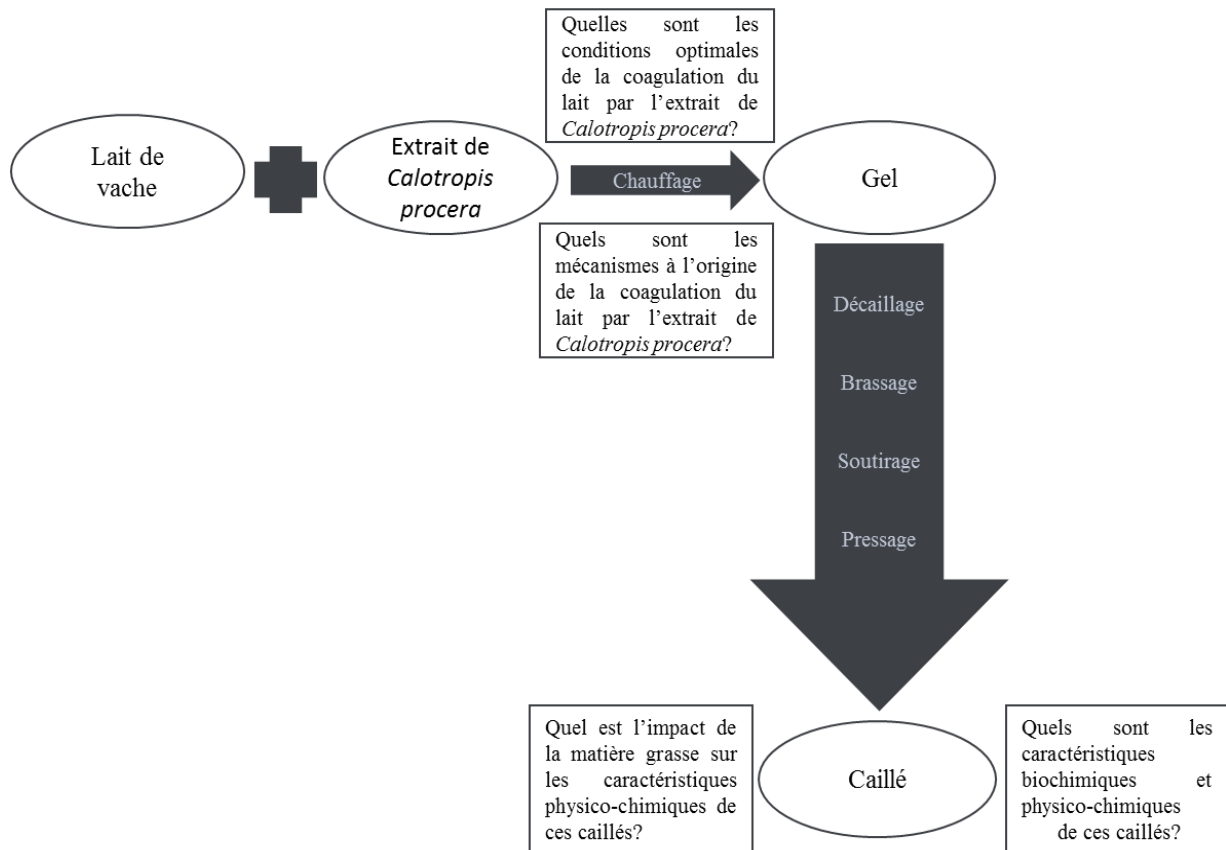 Quelles sont les
conditions optimales
de la coagulation du
lait par l’extrait de
Calotropis procera?
Lait de
vache
Extrait de
Calotropis
procera
Chauffage
Gel
Quels sont les
mécanismes à l’origine
de la coagulation du
lait par l’extrait de
Calotropis procera?
Décaillage
Brassage
Soutirage
Pressage
Quel est l’impact de
la matière grasse sur
les caractéristiques
physico-chimiques de
ces caillés?
Caillé
Quels sont les
caractéristiques
biochimiques et
physico-chimiques
de ces caillés?